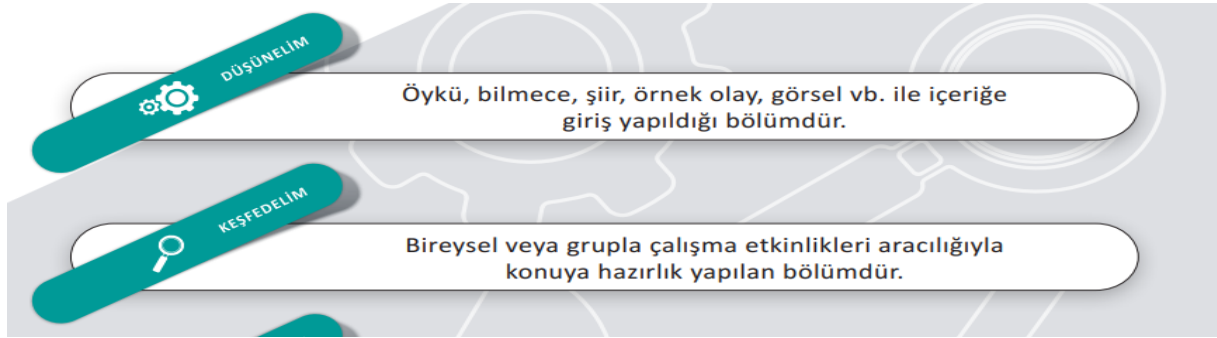 DÜŞÜNELİM
Öykü, bilmece, şiir, örnek olay, görsel vb. ile içeriğe
giriş yapıldığı bölümdür.
KEŞFEDELİM
Bireysel veya grupla çalışma etkinlikleri aracılığıyla
konuya hazırlık yapılan bölümdür.